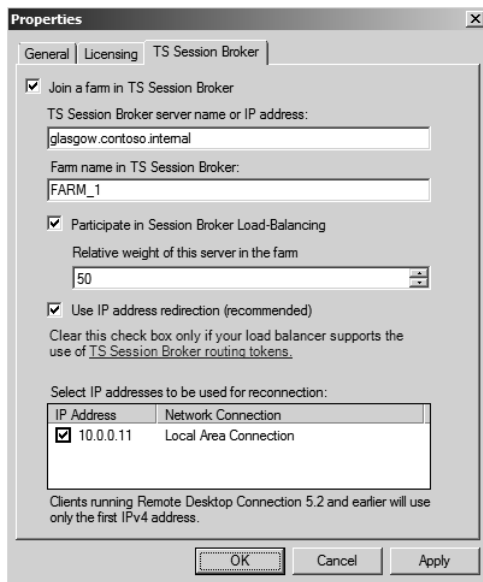 Properties
General
Licensing
TS Session Broker
Join a farm in TS Session Broker
TS Session Broker server name or IP address:
glasgow.contoso.internal
Farm name in TS Session Broker:
FARM_1
Participate in Session Broker Load-Balancing
Relative weight of this server in the farm
50
Use IP address redirection (recommended)
Clear this check box only if your load balancer supports the
use of TS Session Broker routing tokens.
Select IP addresses to be used for reconnection:
IP Address Network Connection
10.0.0.11 Local Area Connection
Clients running Remote Desktop Connection 5.2 and earlier will use
only the first IPv4 address.
OK
Cancel
Apply